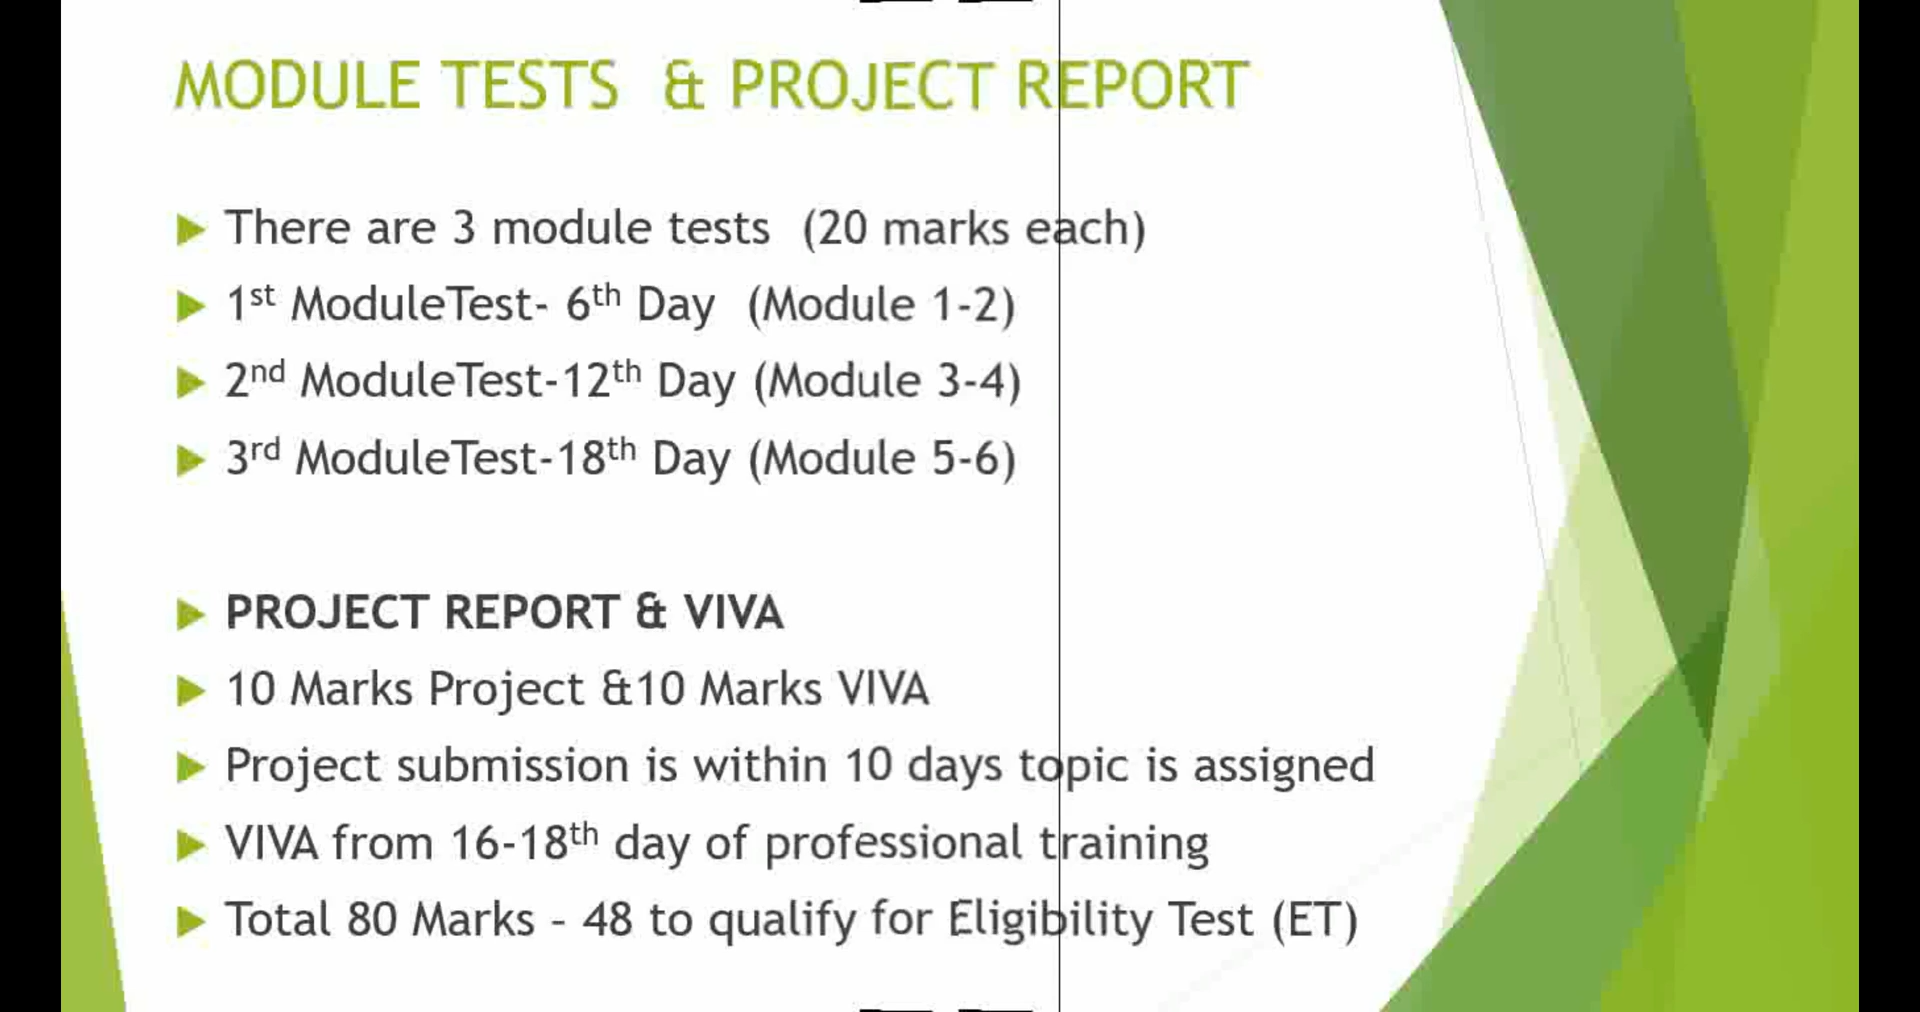 MODULE TESTS & PROJECT REPORT
There are 3 module tests (20 marks each)
1st ModuleTest- 6th Day (Module 1-2)
2nd ModuleTest-12th Day (Module 3-4)
3rd ModuleTest-18th Day (Module 5-6)
PROJECT REPORT & VIVA
10 Marks Project &10 Marks VIVA
Project submission is within 10 days topic is assigned
VIVA from 16-18th day of professional training
Total 80 Marks - 48 to qualify for Eligibility Test (ET)